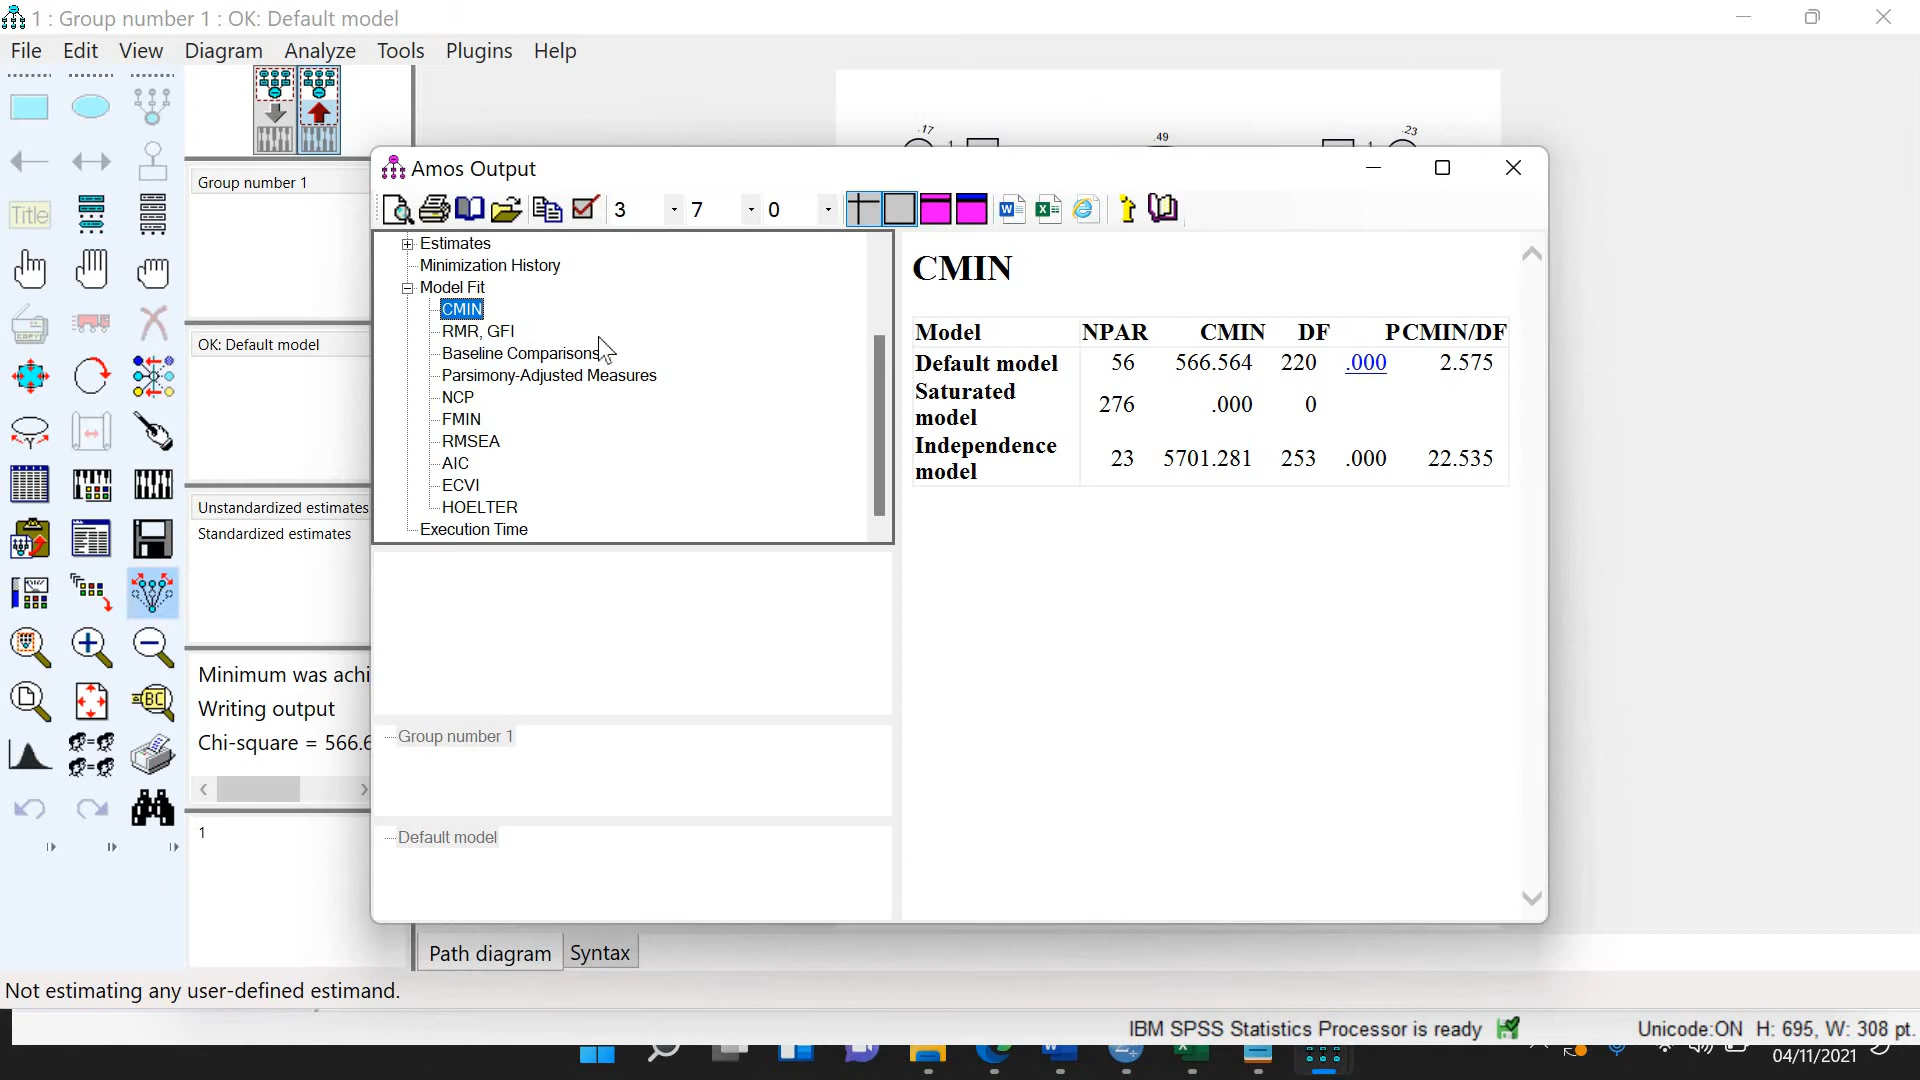 1 : Group number 1 : OK: Default model
File Edit View Diagram Analyze Tools Plugins Help
Title
Group number 1
OK: Default model
Unstandardized estimates
Standardized estimates
Minimum was achi
Writing output
Chi-square = 566.6
1
.17
.49
.23
1
1
Amos Output
3 7 0
Estimates
Minimization History
Model Fit
CMIN
RMR, GFI
Baseline Comparisons
Parsimony-Adjusted Measures
NCP
FMIN
RMSEA
AIC
ECVI
HOELTER
Execution Time
Group number 1
Default model
CMIN
Model NPAR CMIN DF P CMIN/DF
Default model 56 566.564 220 .000 2.575
Saturated model 276 .000 0
Independence model 23 5701.281 253 .000 22.535
Path diagram Syntax
Not estimating any user-defined estimand.
IBM SPSS Statistics Processor is ready Unicode:ON H: 695, W: 308 pt.
04/11/2021